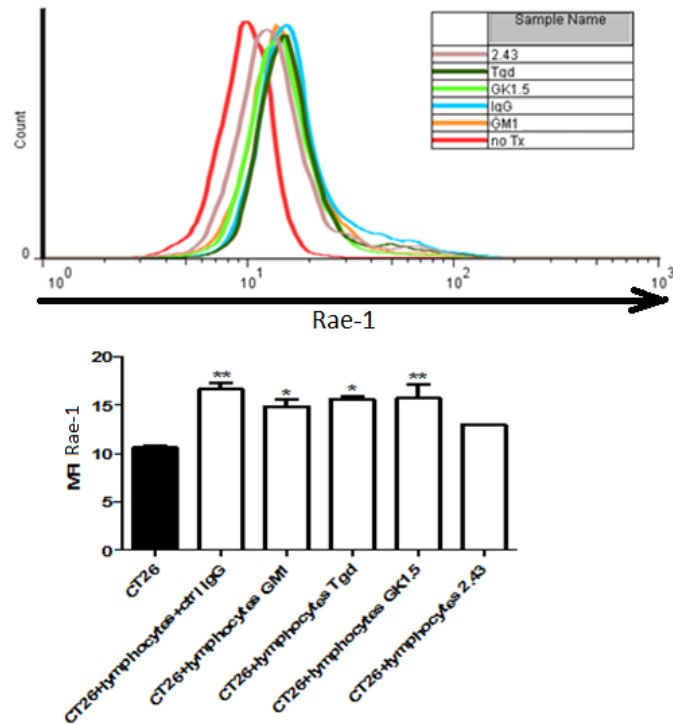 Sample Name
2.43
Tgd
GK1.5
IgG
GM1
no Tx
Count
0
10^0 10^1 10^2 10^3
Rae-1
MFI Rae-1
20
15
10
5
0
** * * **
CT26
CT26+lymphocytes+ctrl IgG
CT26+lymphocytes GM1
CT26+lymphocytes Tgd
CT26+lymphocytes GK1.5
CT26+lymphocytes 2.43